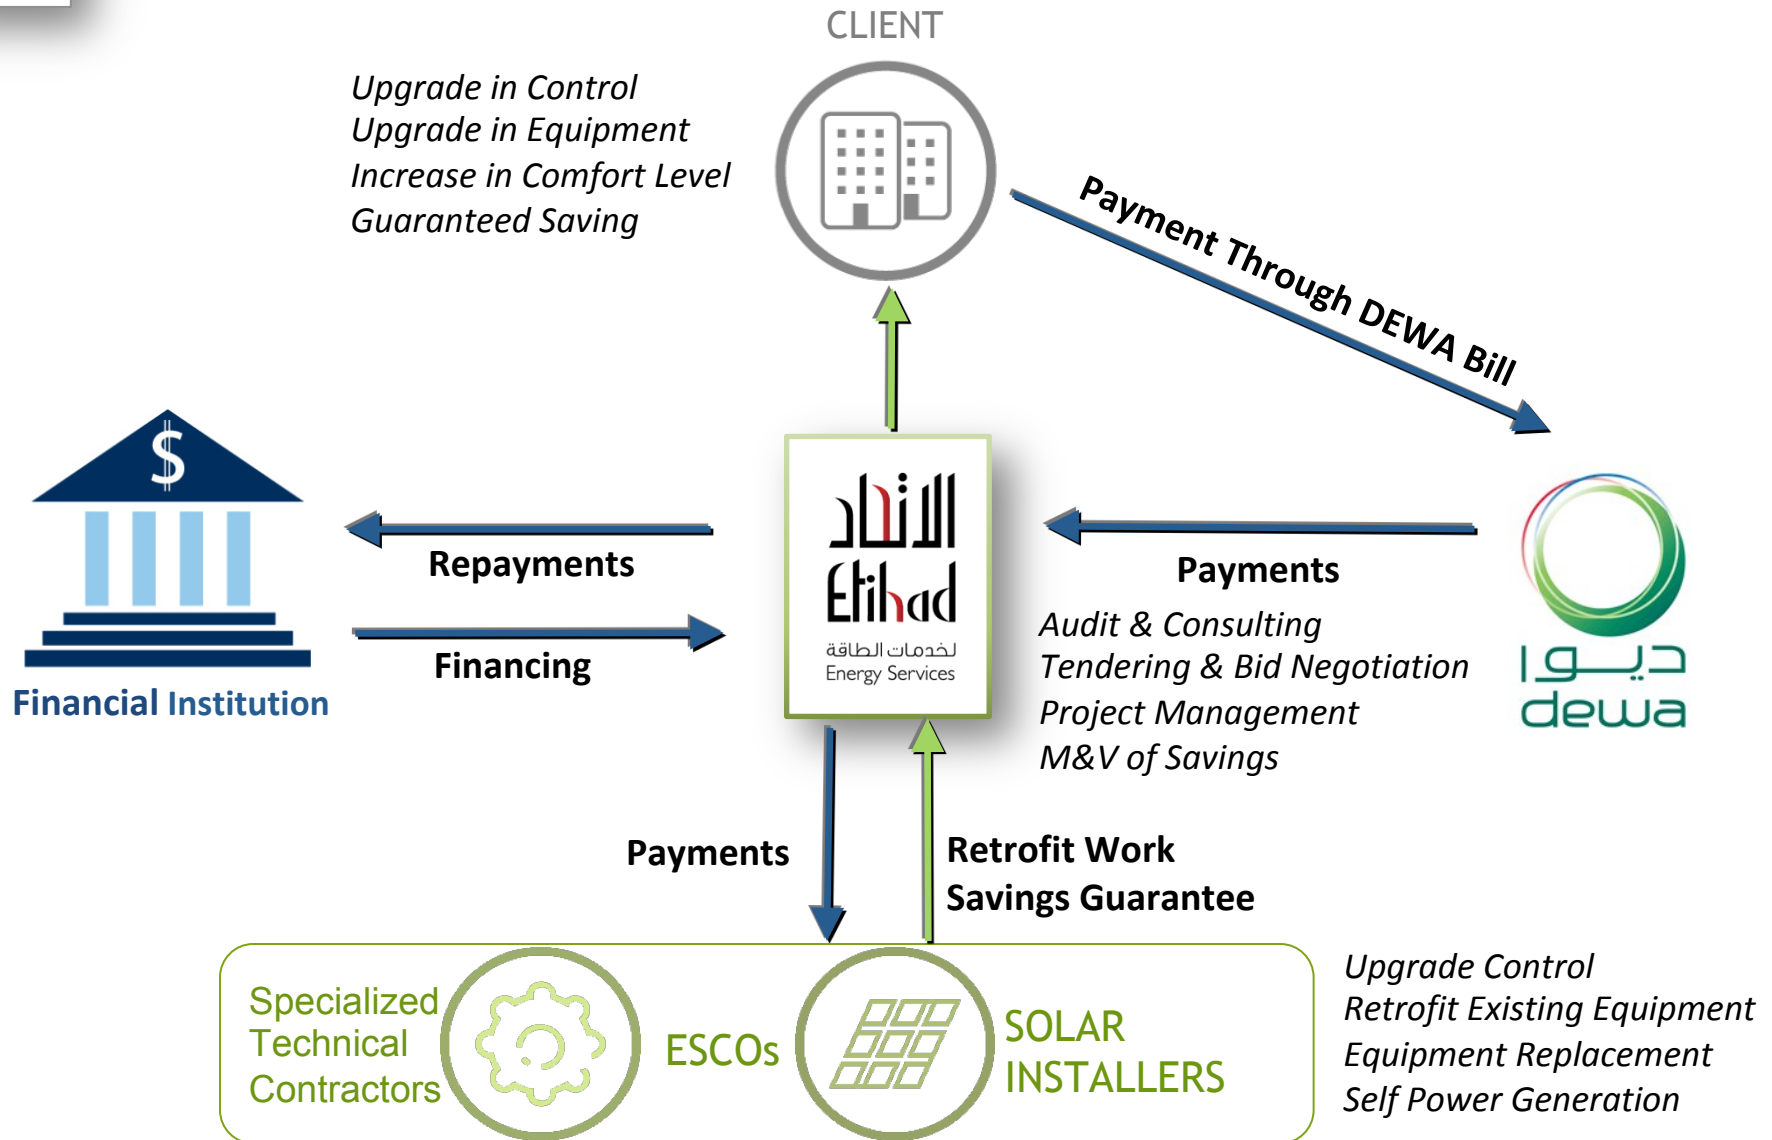 CLIENT
Upgrade in Control
Upgrade in Equipment
Increase in Comfort Level
Guaranteed Saving
Payment Through DEWA Bill
$
Repayments
Financing
Financial Institution
الاتحاد
Etihad
لخدمات الطاقة
Energy Services
Payments
Audit & Consulting
Tendering & Bid Negotiation
Project Management
M&V of Savings
ديوا
dewa
Payments
Retrofit Work
Savings Guarantee
Specialized
Technical
Contractors
ESCOs
SOLAR
INSTALLERS
Upgrade Control
Retrofit Existing Equipment
Equipment Replacement
Self Power Generation